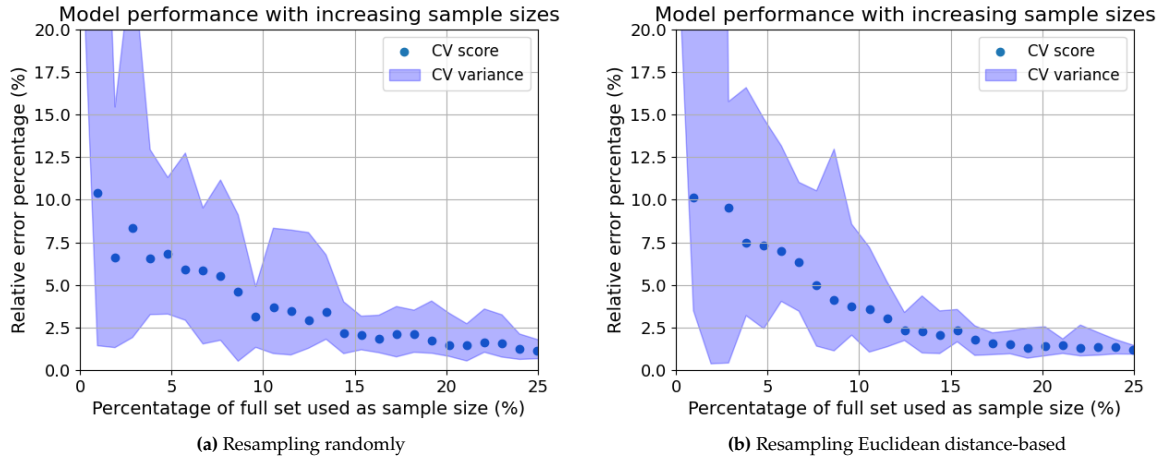 Model performance with increasing sample sizes
20.0
17.5
15.0
12.5
10.0
7.5
5.0
2.5
0.0
Relative error percentage (%)
CV score
CV variance
0 5 10 15 20 25
Percentatage of full set used as sample size (%)
(a) Resampling randomly
Model performance with increasing sample sizes
20.0
17.5
15.0
12.5
10.0
7.5
5.0
2.5
0.0
Relative error percentage (%)
CV score
CV variance
0 5 10 15 20 25
Percentatage of full set used as sample size (%)
(b) Resampling Euclidean distance-based